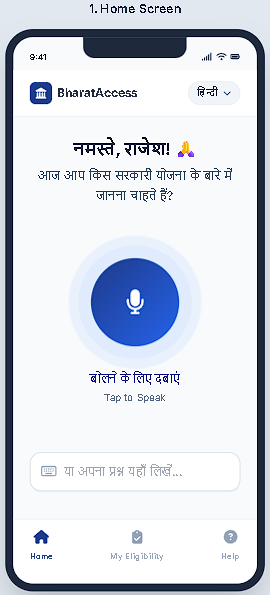 1. Home Screen
9:41
BharatAccess
हिन्दी
नमस्ते, राजेश! 🙏
आज आप किस सरकारी योजना के बारे में
जानना चाहते हैं?
बोलने के लिए दबाएं
Tap to Speak
या अपना प्रश्न यहाँ लिखें...
Home
My Eligibility
Help